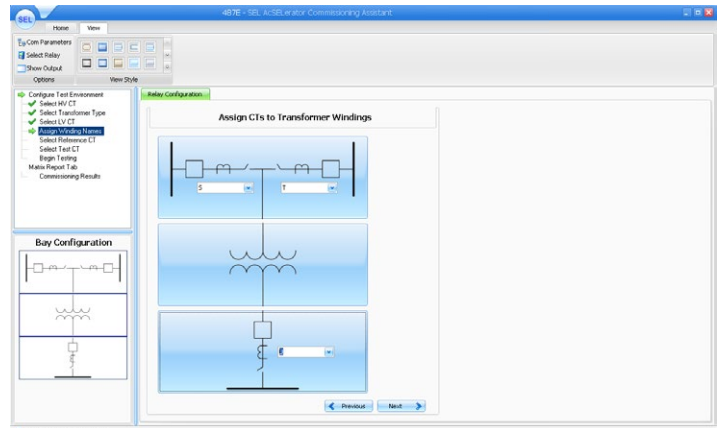 SEL
487E - SEL AcSELerator Commissioning Assistant
Home View
Com Parameters
Select Relay
Show Output
Options View Style
Configure Test Environment
Select HV CT
Select Transformer Type
Select LV CT
Assign Winding Names
Select Reference CT
Select Test CT
Begin Testing
Matrix Report Tab
Commissioning Results
Relay Configuration
Assign CTs to Transformer Windings
S T
Bay Configuration
Previous Next